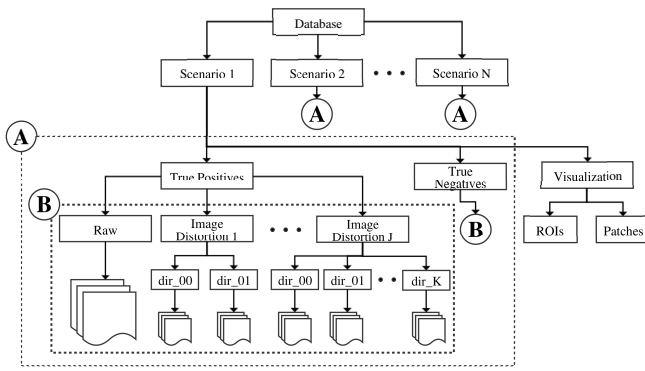 Database
Scenario 1
Scenario 2
• • •
Scenario N
A
A
A
True Positives
True
Negatives
Visualization
B
Raw
Image
Distortion 1
• • •
Image
Distortion J
B
ROIs
Patches
dir_00
dir_01
dir_00
dir_01
• •
dir_K